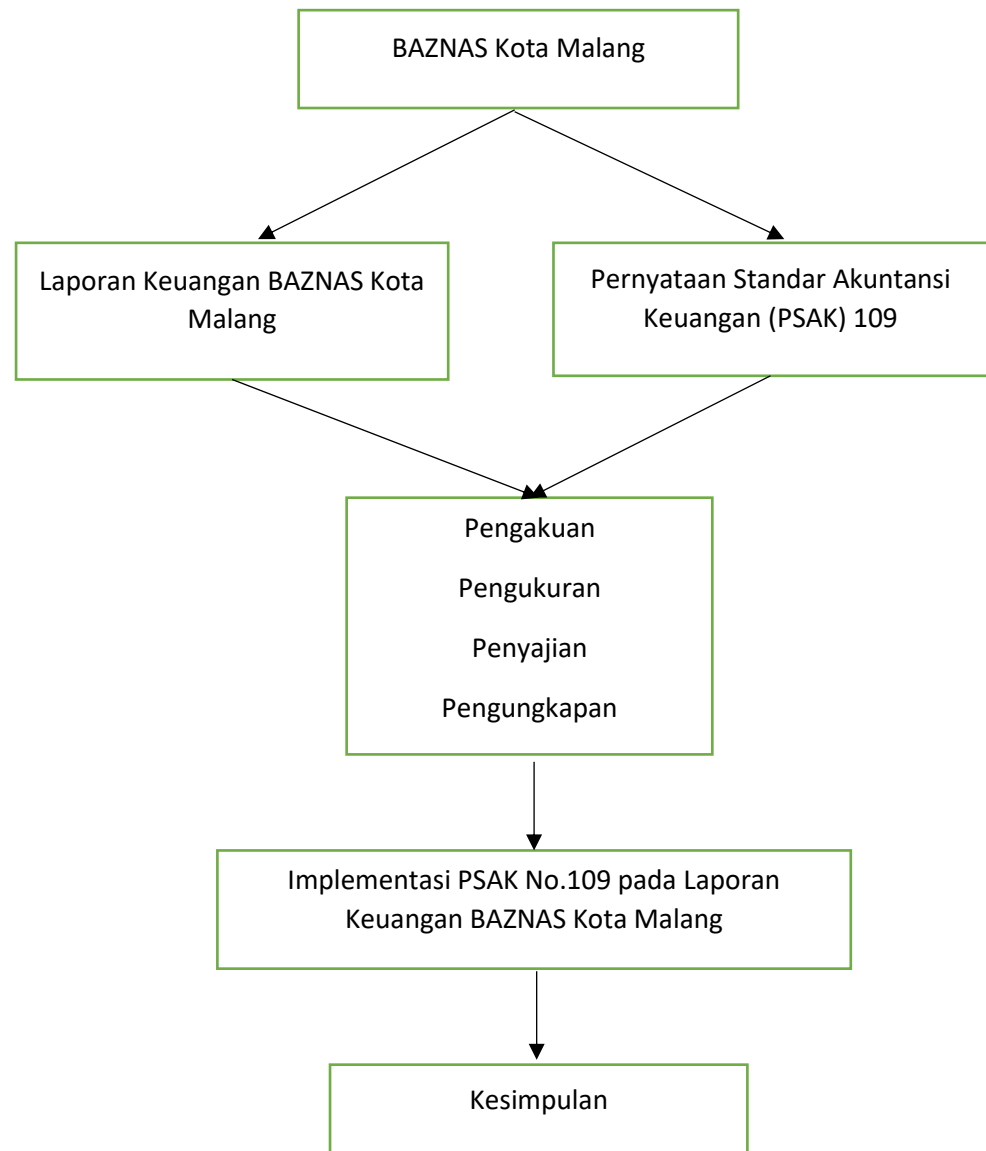 BAZNAS Kota Malang
Laporan Keuangan BAZNAS Kota
Malang
Pernyataan Standar Akuntansi
Keuangan (PSAK) 109
Pengakuan
Pengukuran
Penyajian
Pengungkapan
Implementasi PSAK No.109 pada Laporan
Keuangan BAZNAS Kota Malang
Kesimpulan